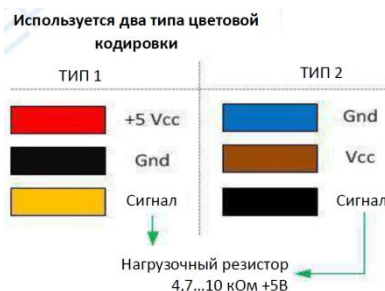 Используется два типа цветовой
кодировки
ТИП 1
ТИП 2
+5 Vcc
Gnd
Gnd
Vcc
Сигнал
Сигнал
Нагрузочный резистор
4.7...10 кОм +5В